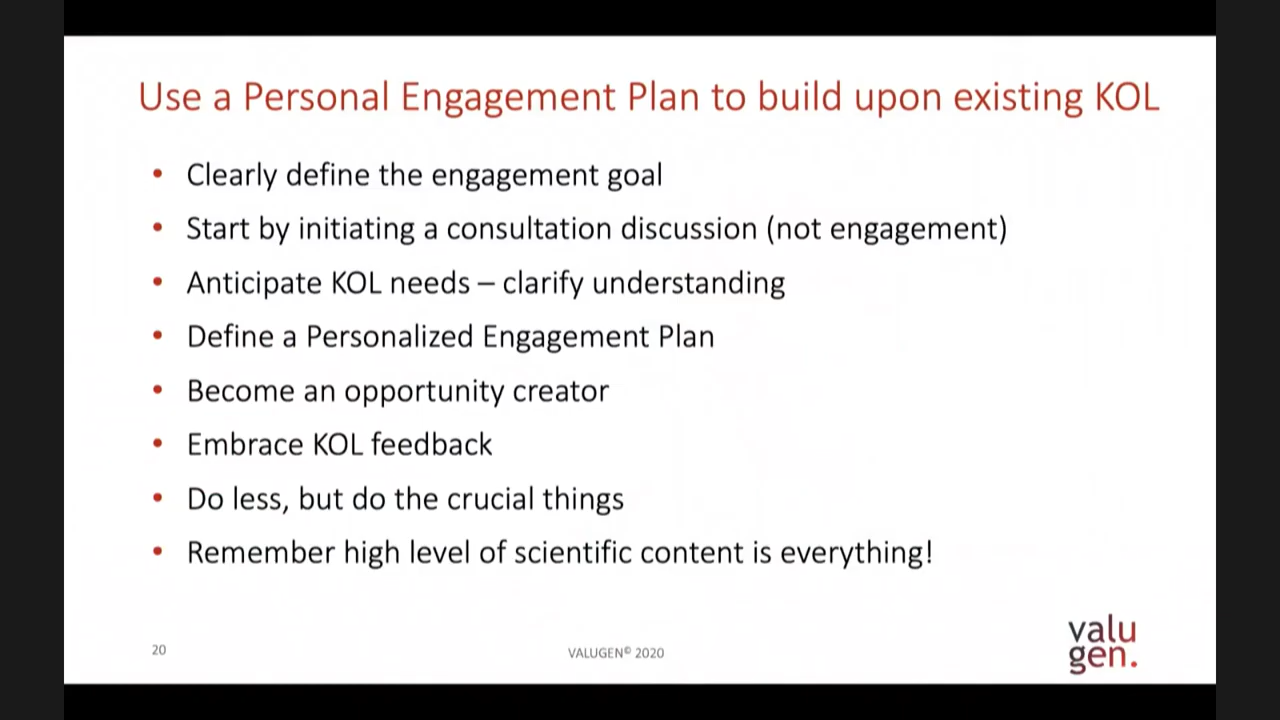 Use a Personal Engagement Plan to build upon existing KOL
• Clearly define the engagement goal
• Start by initiating a consultation discussion (not engagement)
• Anticipate KOL needs – clarify understanding
• Define a Personalized Engagement Plan
• Become an opportunity creator
• Embrace KOL feedback
• Do less, but do the crucial things
• Remember high level of scientific content is everything!
20
VALUGEN© 2020
valu
gen.